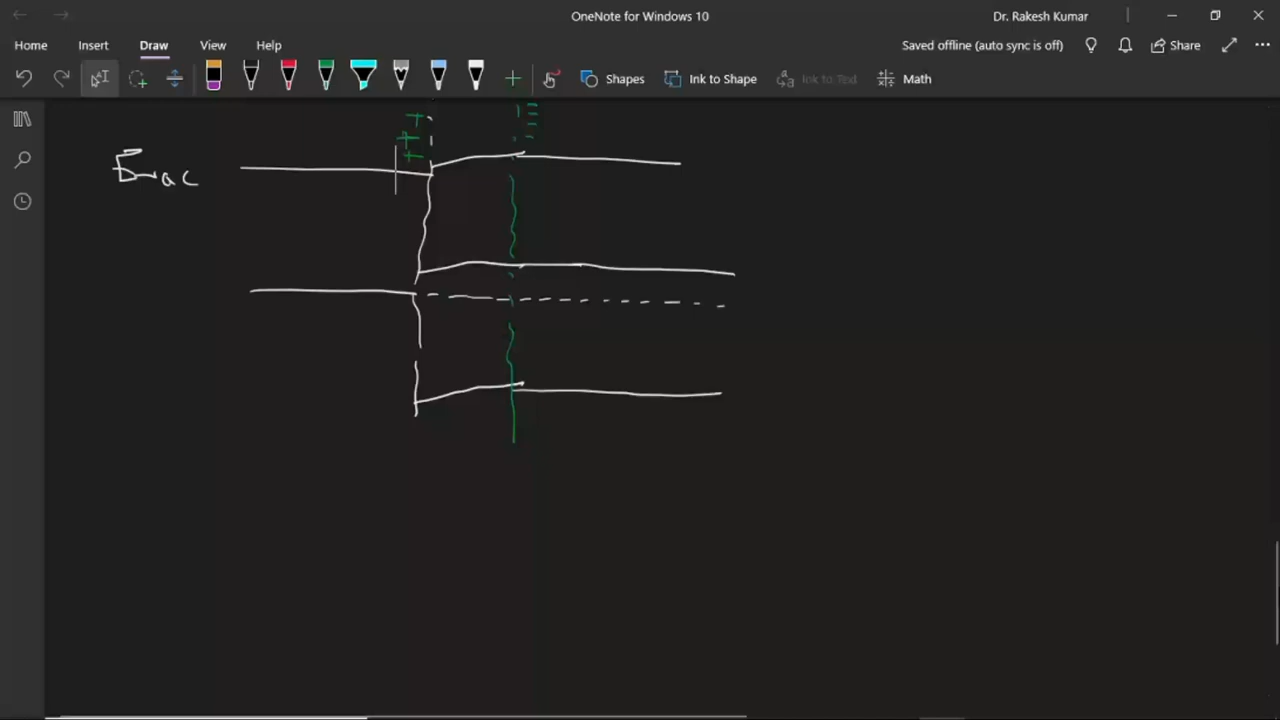 OneNote for Windows 10
Dr. Rakesh Kumar
Home Insert Draw View Help
Saved offline (auto sync is off)
Share
Shapes
Ink to Shape
Ink to Text
Math
+
+
+
E vac